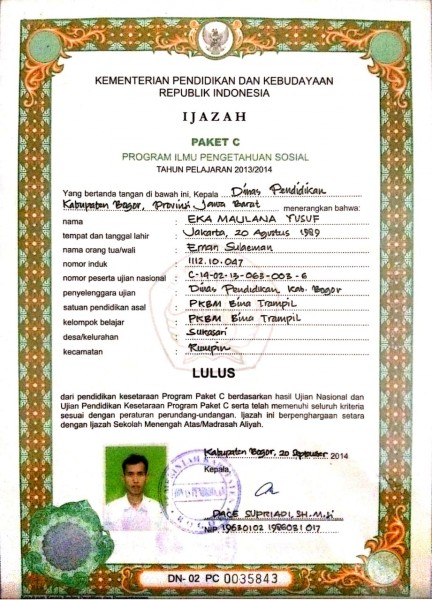 KEMENTERIAN PENDIDIKAN DAN KEBUDAYAAN
REPUBLIK INDONESIA
IJAZAH
PAKET C
PROGRAM ILMU PENGETAHUAN SOSIAL
TAHUN PELAJARAN 2013/2014
Yang bertanda tangan di bawah ini, Kepala Dinas Pendidikan
Kabupaten Bogor, Provinsi Jawa Barat menerangkan bahwa:
nama : EKA MAULANA YUSUF
tempat dan tanggal lahir : Jakarta, 20 Agustus 1989
nama orang tua/wali : Eman Sulaeman
nomor induk : 1112.10.047
nomor peserta ujian nasional : C-14-02-13-063-003-6
penyelenggara ujian : Dinas Pendidikan Kab. Bogor
satuan pendidikan asal : PKBM Bina Trampil
kelompok belajar : PKBM Bina Trampil
desa/kelurahan : Sukasari
kecamatan : Rumpin
LULUS
dari pendidikan kesetaraan Program Paket C berdasarkan hasil Ujian Nasional dan
Ujian Pendidikan Kesetaraan Program Paket C serta telah memenuhi seluruh kriteria
sesuai dengan peraturan perundang-undangan. Ijazah ini berpenghargaan setara
dengan Ijazah Sekolah Menengah Atas/Madrasah Aliyah.
Kabupaten Bogor, 20 September 2014
Kepala,
DINAS PENDIDIKAN
DACE SUPRIADI, SH. M.Si
NIP. 19630102 198602 1 017
DN- 02 PC 0035843